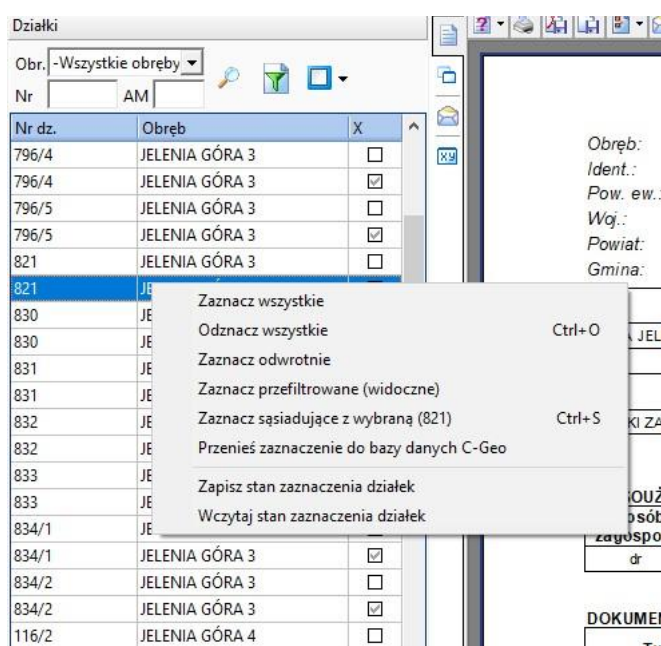 Działki
Obr. -Wszystkie obręby
Nr AM
Nr dz. Obręb X
796/4 JELENIA GÓRA 3
796/4 JELENIA GÓRA 3
796/5 JELENIA GÓRA 3
796/5 JELENIA GÓRA 3
821 JELENIA GÓRA 3
821
830
830
831
831
832
832
833
833
834/1
834/1 JELENIA GÓRA 3
834/2 JELENIA GÓRA 3
834/2 JELENIA GÓRA 3
116/2 JELENIA GÓRA 4
Zaznacz wszystkie
Odznacz wszystkie Ctrl+O
Zaznacz odwrotnie
Zaznacz przefiltrowane (widoczne)
Zaznacz sąsiadujące z wybraną (821) Ctrl+S
Przenieś zaznaczenie do bazy danych C-Geo
Zapisz stan zaznaczenia działek
Wczytaj stan zaznaczenia działek
xy
Obręb:
Ident.:
Pow. ew.:
Woj.:
Powiat:
Gmina:
JEL
KI ZA
dr
DOKUMEN